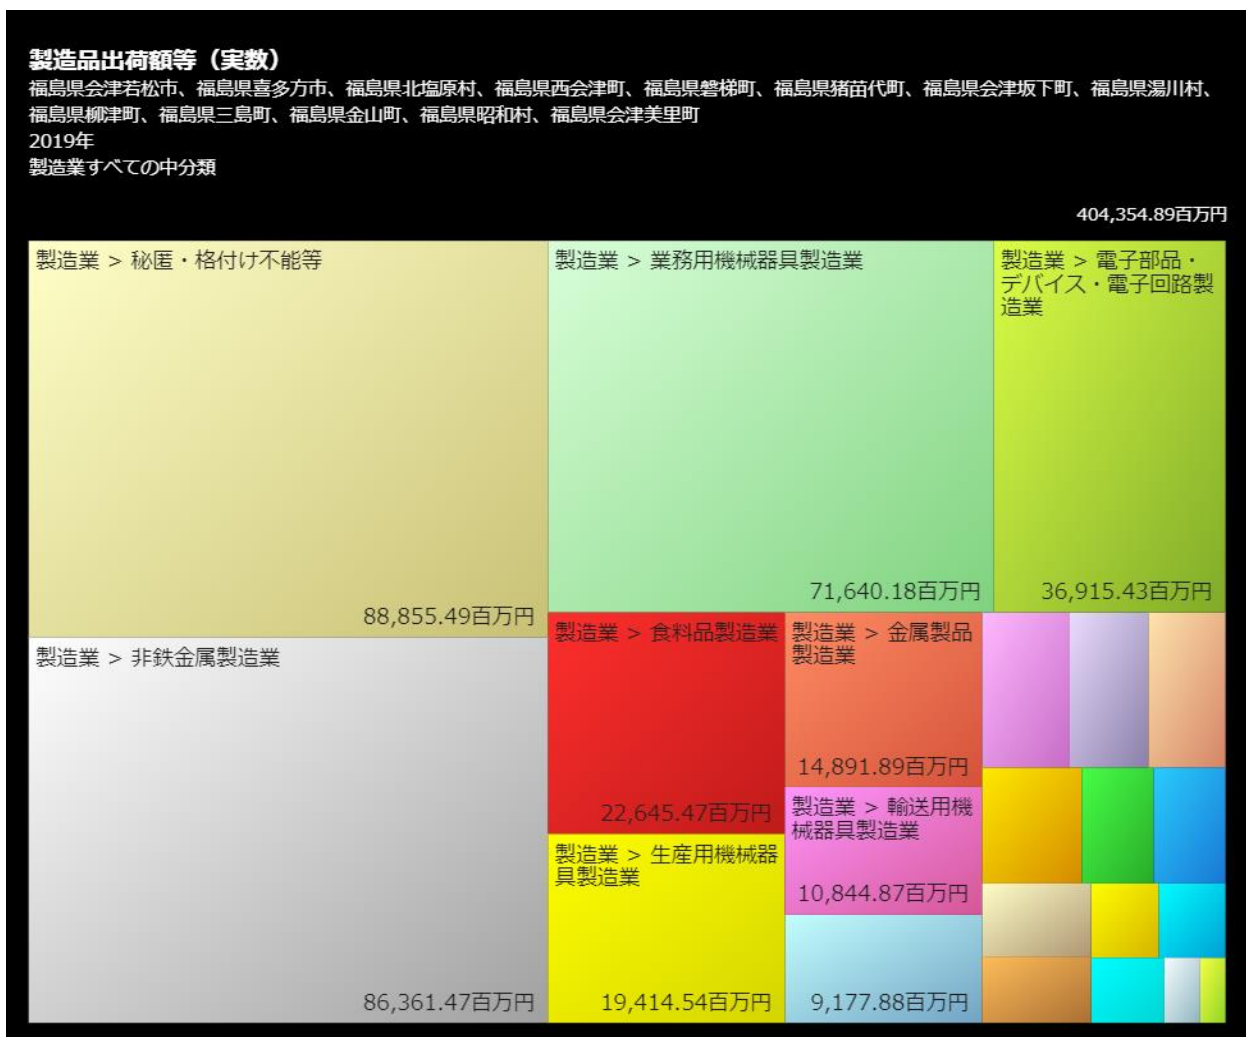 製造品出荷額等（実数）
福島県会津若松市、福島県喜多方市、福島県北塩原村、福島県西会津町、福島県磐梯町、福島県猪苗代町、福島県会津坂下町、福島県湯川村、
福島県柳津町、福島県三島町、福島県金山町、福島県昭和村、福島県会津美里町
2019年
製造業すべての中分類
404,354.89百万円
製造業 > 秘匿・格付け不能等
88,855.49百万円
製造業 > 非鉄金属製造業
86,361.47百万円
製造業 > 業務用機械器具製造業
71,640.18百万円
製造業 > 電子部品・
デバイス・電子回路製
造業
36,915.43百万円
製造業 > 食料品製造業
22,645.47百万円
製造業 > 生産用機械器
具製造業
19,414.54百万円
製造業 > 金属製品
製造業
14,891.89百万円
製造業 > 輸送用機
械器具製造業
10,844.87百万円
9,177.88百万円